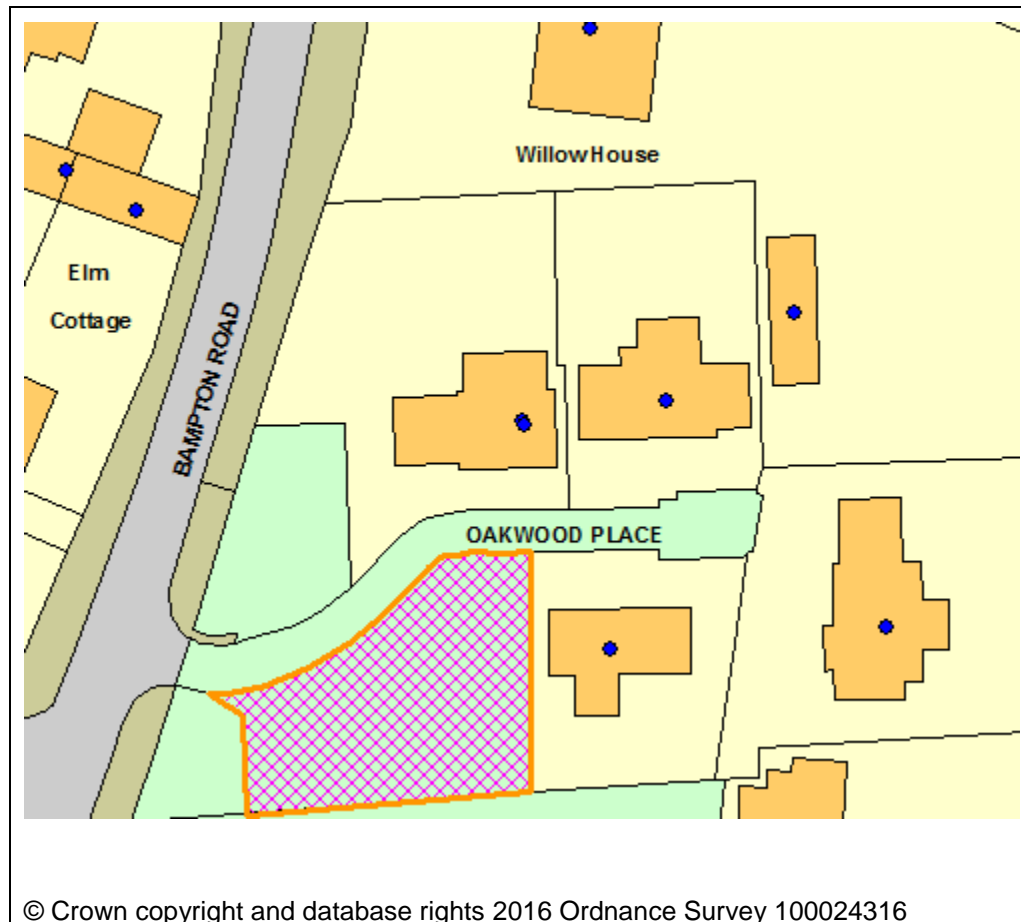 WillowHouse
Elm
Cottage
BAMPTON ROAD
OAKWOOD PLACE
© Crown copyright and database rights 2016 Ordnance Survey 100024316